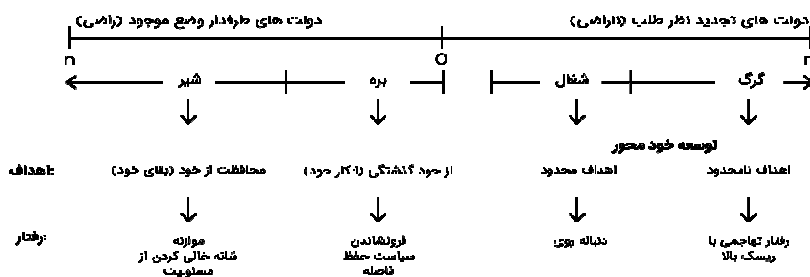 دولت های تجدید نظر طلب (ناراضی) دولت های طرفدار وضع موجود (راضی)
n O n
گرگ شغال بره شیر
توسعه خود محور
اهداف: اهداف نامحدود اهداف محدود از خود گذشتگی (انکار خود) محافظت از خود (بقای خود)
رفتار: رفتار تهاجمی با دنباله روی فرونشاندن موازنه
ریسک بالا سیاست حفظ شانه خالی کردن از
فاصله مسئولیت